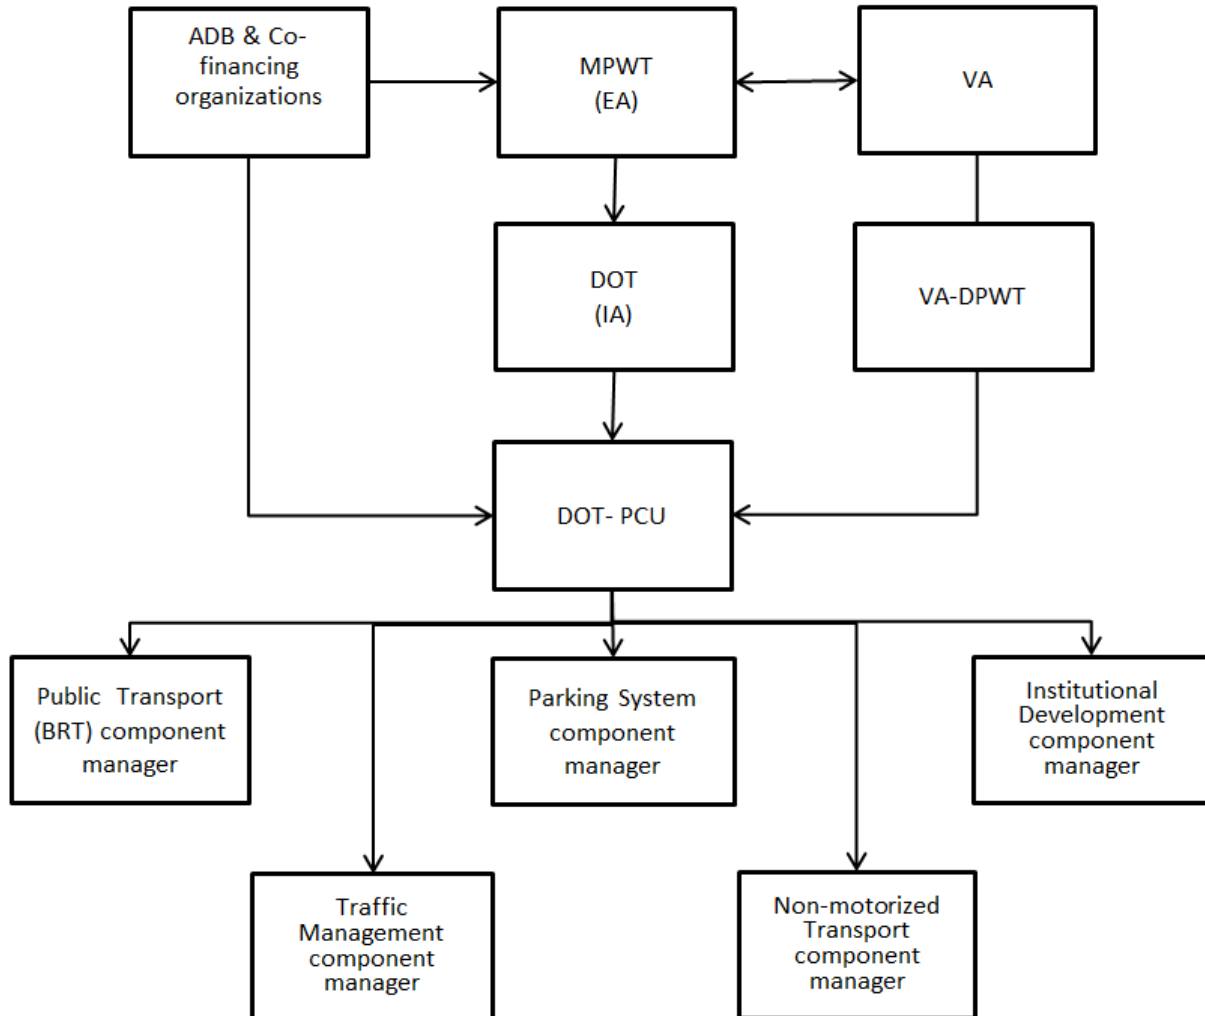 ADB & Co-
financing
organizations
MPWT
(EA)
VA
DOT
(IA)
VA-DPWT
DOT- PCU
Public Transport
(BRT) component
manager
Parking System
component
manager
Institutional
Development
component
manager
Traffic
Management
component
manager
Non-motorized
Transport
component
manager